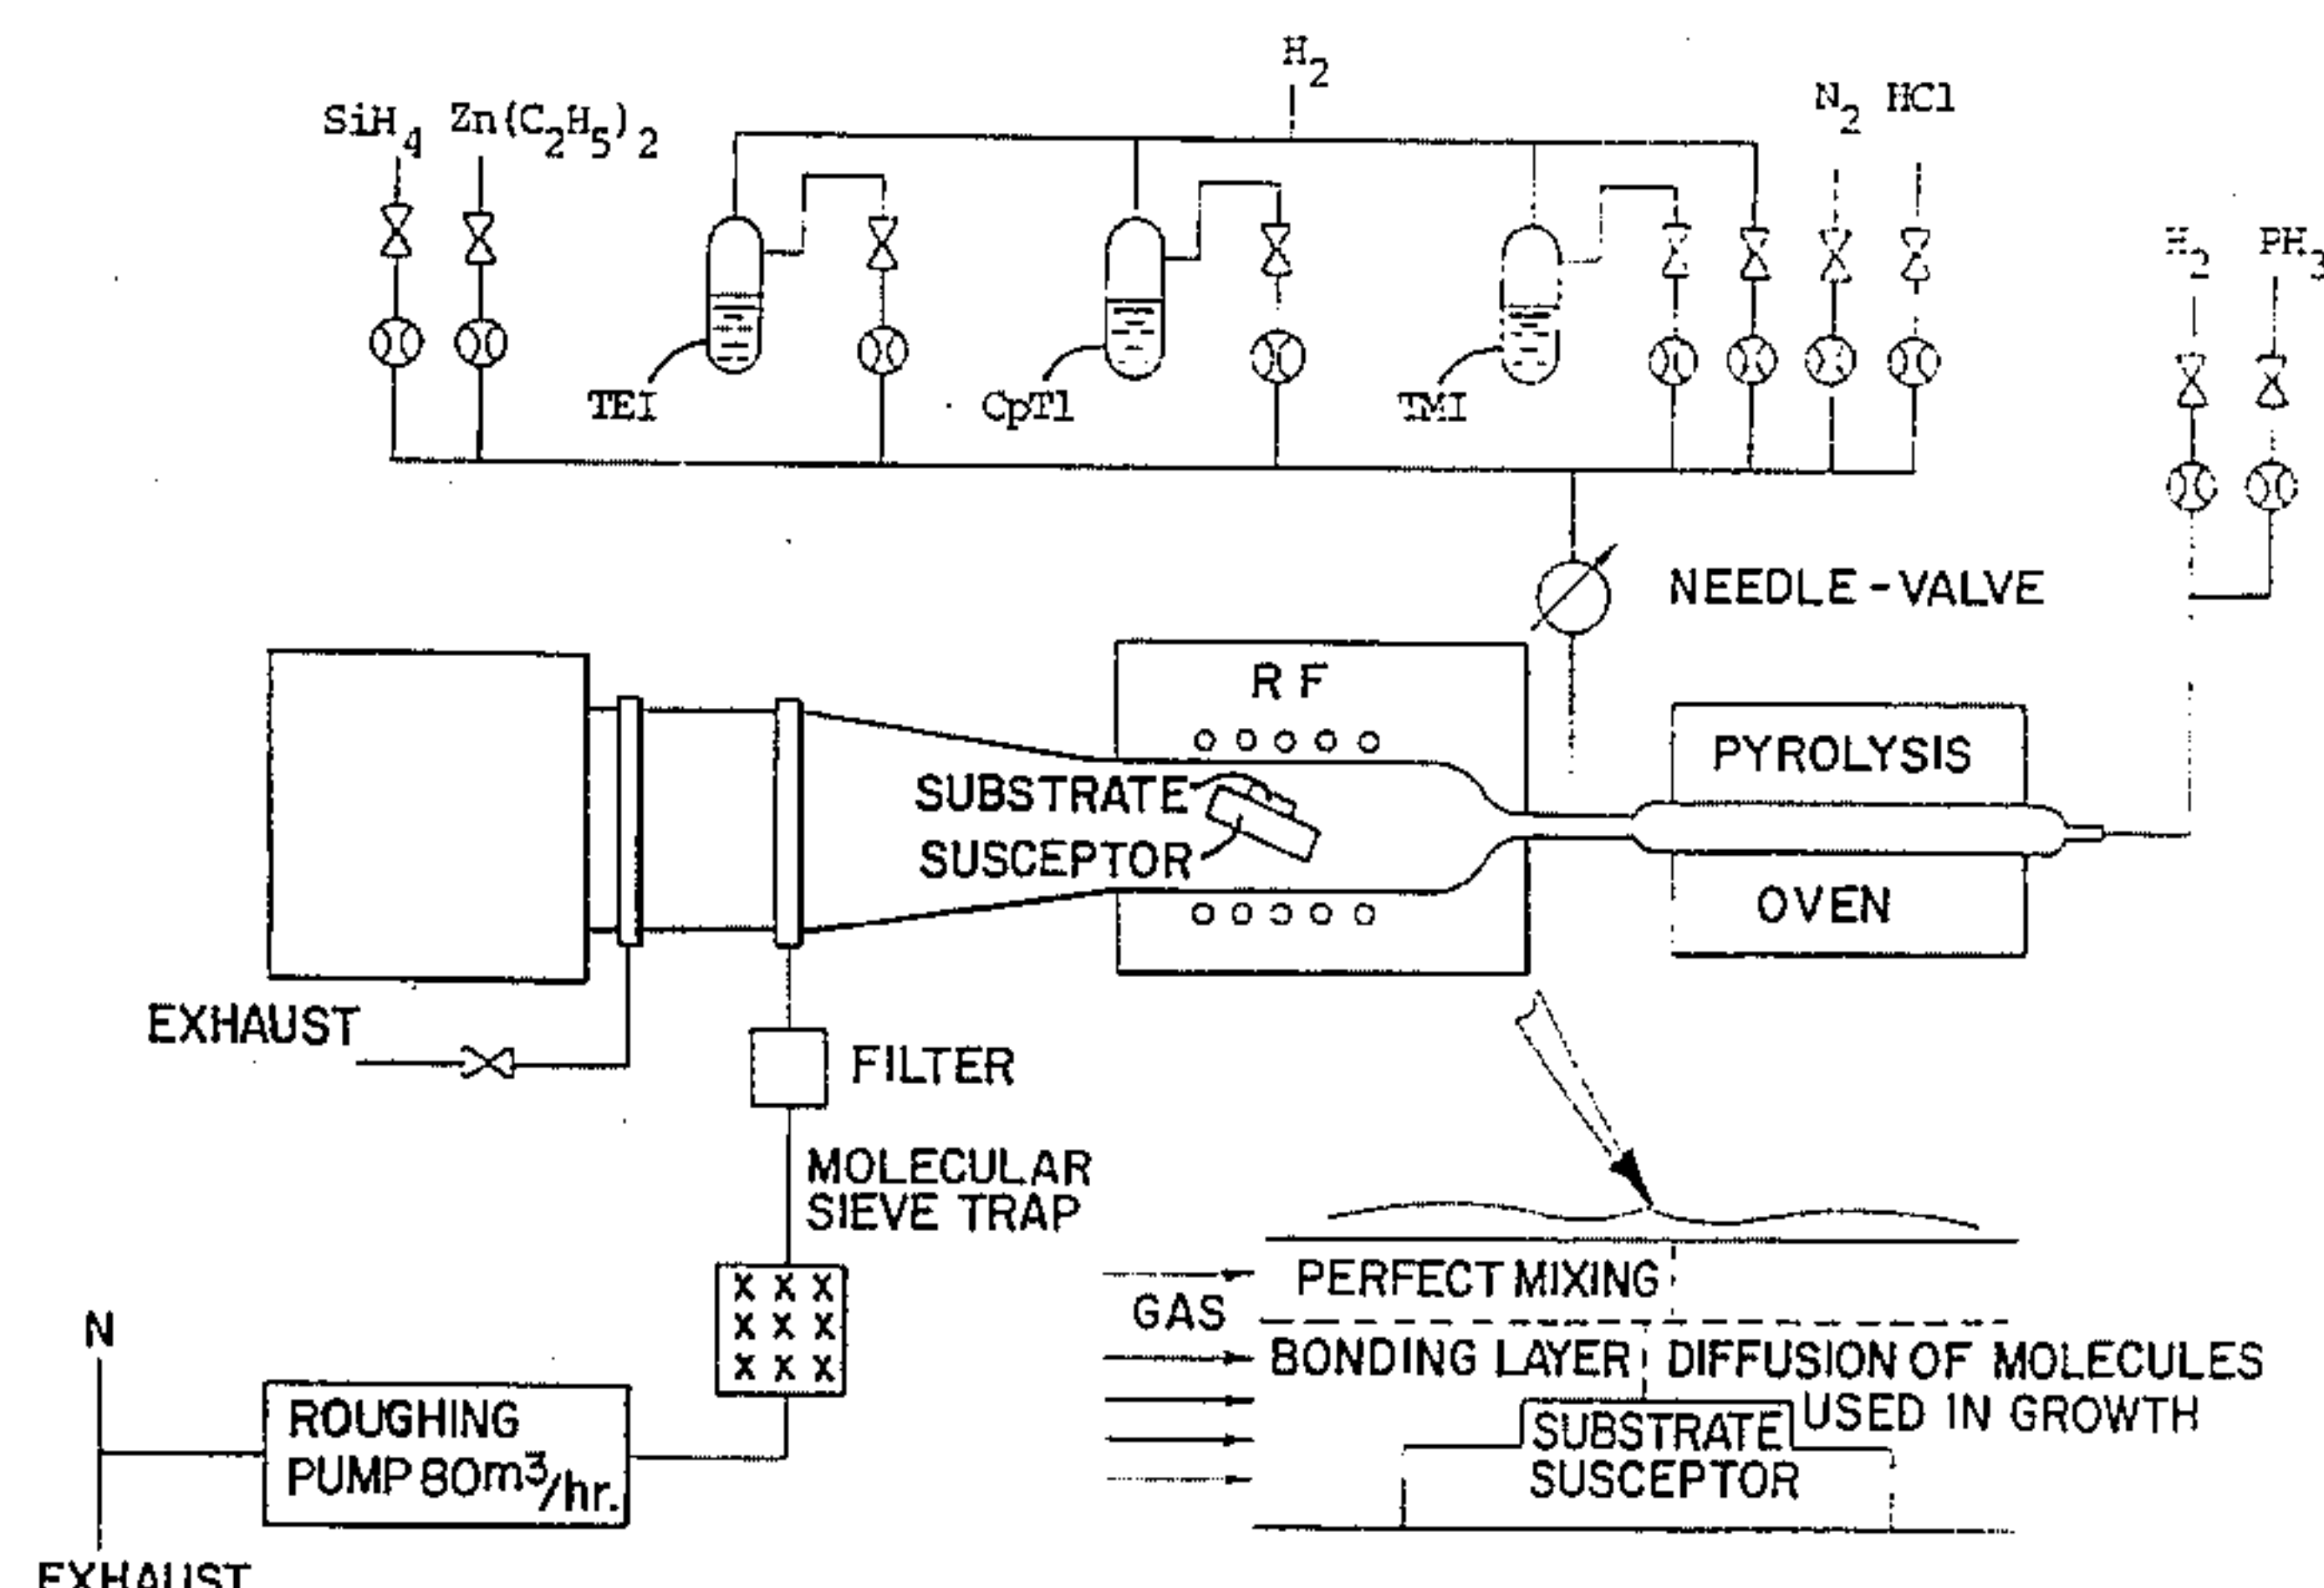 H2
SiH4 Zn(C2H5)2
N2 HCl
H2 PH3
TEI
CpTl
TMI
NEEDLE-VALVE
RF
PYROLYSIS
OVEN
SUBSTRATE
SUSCEPTOR
EXHAUST
FILTER
MOLECULAR
SIEVE TRAP
X X X
X X X
X X X
N
ROUGHING
PUMP 80m³/hr.
EXHAUST
GAS
PERFECT MIXING
BONDING LAYER
DIFFUSION OF MOLECULES
USED IN GROWTH
SUBSTRATE
SUSCEPTOR